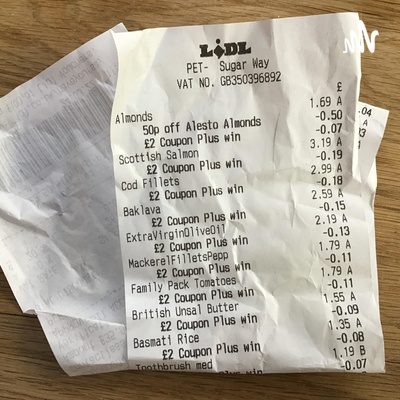 LiDL
PET- Sugar Way
VAT NO. GB350396892
£
Almonds 1.69 A
50p off Alesto Almonds -0.50
£2 Coupon Plus win -0.07
Scottish Salmon 3.19 A
£2 Coupon Plus win -0.19
Cod Fillets 2.99 A
£2 Coupon Plus win -0.18
Baklava 2.59 A
£2 Coupon Plus win -0.15
ExtraVirginOliveOil 2.19 A
£2 Coupon Plus win -0.13
MackerelFilletsPepp 1.79 A
£2 Coupon Plus win -0.11
Family Pack Tomatoes 1.79 A
£2 Coupon Plus win -0.11
British Unsal Butter 1.55 A
£2 Coupon Plus win -0.09
Basmati Rice 1.35 A
£2 Coupon Plus win -0.08
Toothbrush med 1.19 B
-0.07
.04
A